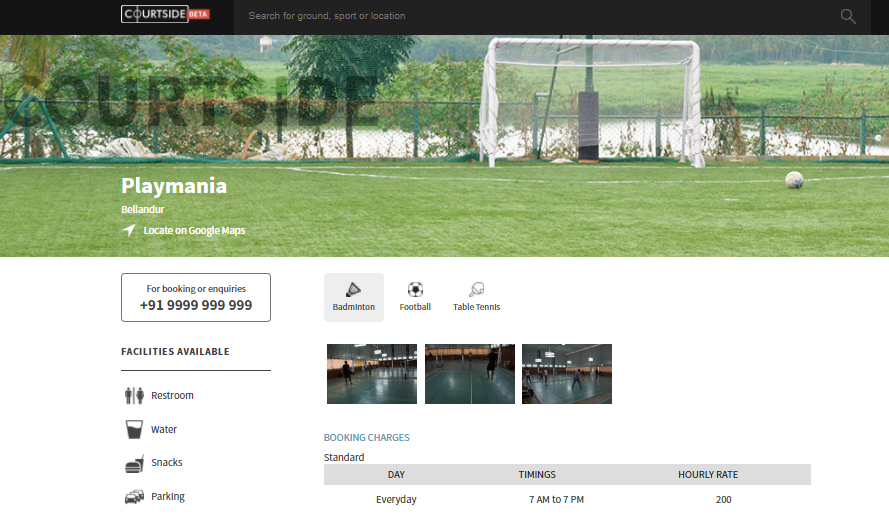 COURTSIDE BETA
Search for ground, sport or location
COURTSIDE
Playmania
Bellandur
Locate on Google Maps
For booking or enquiries
+91 9999 999 999
FACILITIES AVAILABLE
Restroom
Water
Snacks
Parking
Badminton Football Table Tennis
BOOKING CHARGES
Standard
DAY TIMINGS HOURLY RATE
Everyday 7 AM to 7 PM 200